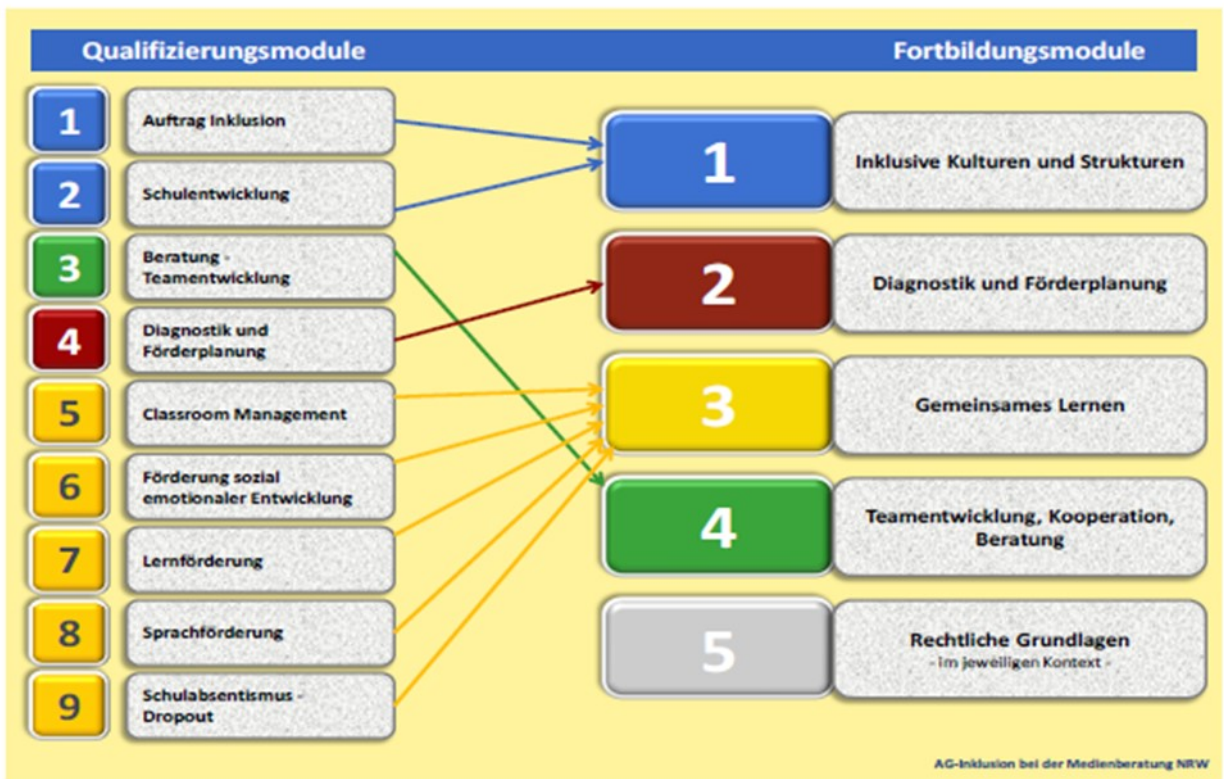 Qualifizierungsmodule
Fortbildungsmodule
1
Auftrag Inklusion
2
Schulentwicklung
3
Beratung -
Teamentwicklung
4
Diagnostik und
Förderplanung
5
Classroom Management
6
Förderung sozial
emotionaler Entwicklung
7
Lernförderung
8
Sprachförderung
9
Schulabsentismus -
Dropout
1
Inklusive Kulturen und Strukturen
2
Diagnostik und Förderplanung
3
Gemeinsames Lernen
4
Teamentwicklung, Kooperation,
Beratung
5
Rechtliche Grundlagen
- im jeweiligen Kontext -
AG-Inklusion bei der Medienberatung NRW